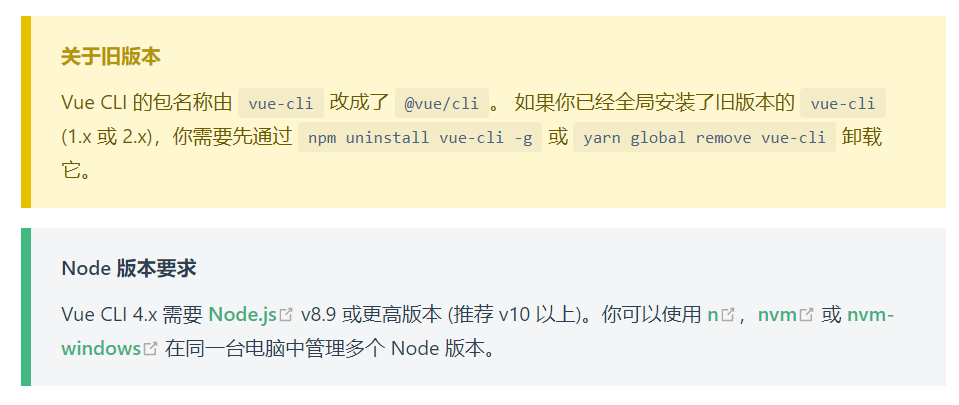 关于旧版本
Vue CLI 的包名称由 vue-cli 改成了 @vue/cli 。 如果你已经全局安装了旧版本的 vue-cli
(1.x 或 2.x)，你需要先通过 npm uninstall vue-cli -g 或 yarn global remove vue-cli 卸载
它。
Node 版本要求
Vue CLI 4.x 需要 Node.js v8.9 或更高版本 (推荐 v10 以上)。你可以使用 n，nvm 或 nvm-
windows 在同一台电脑中管理多个 Node 版本。